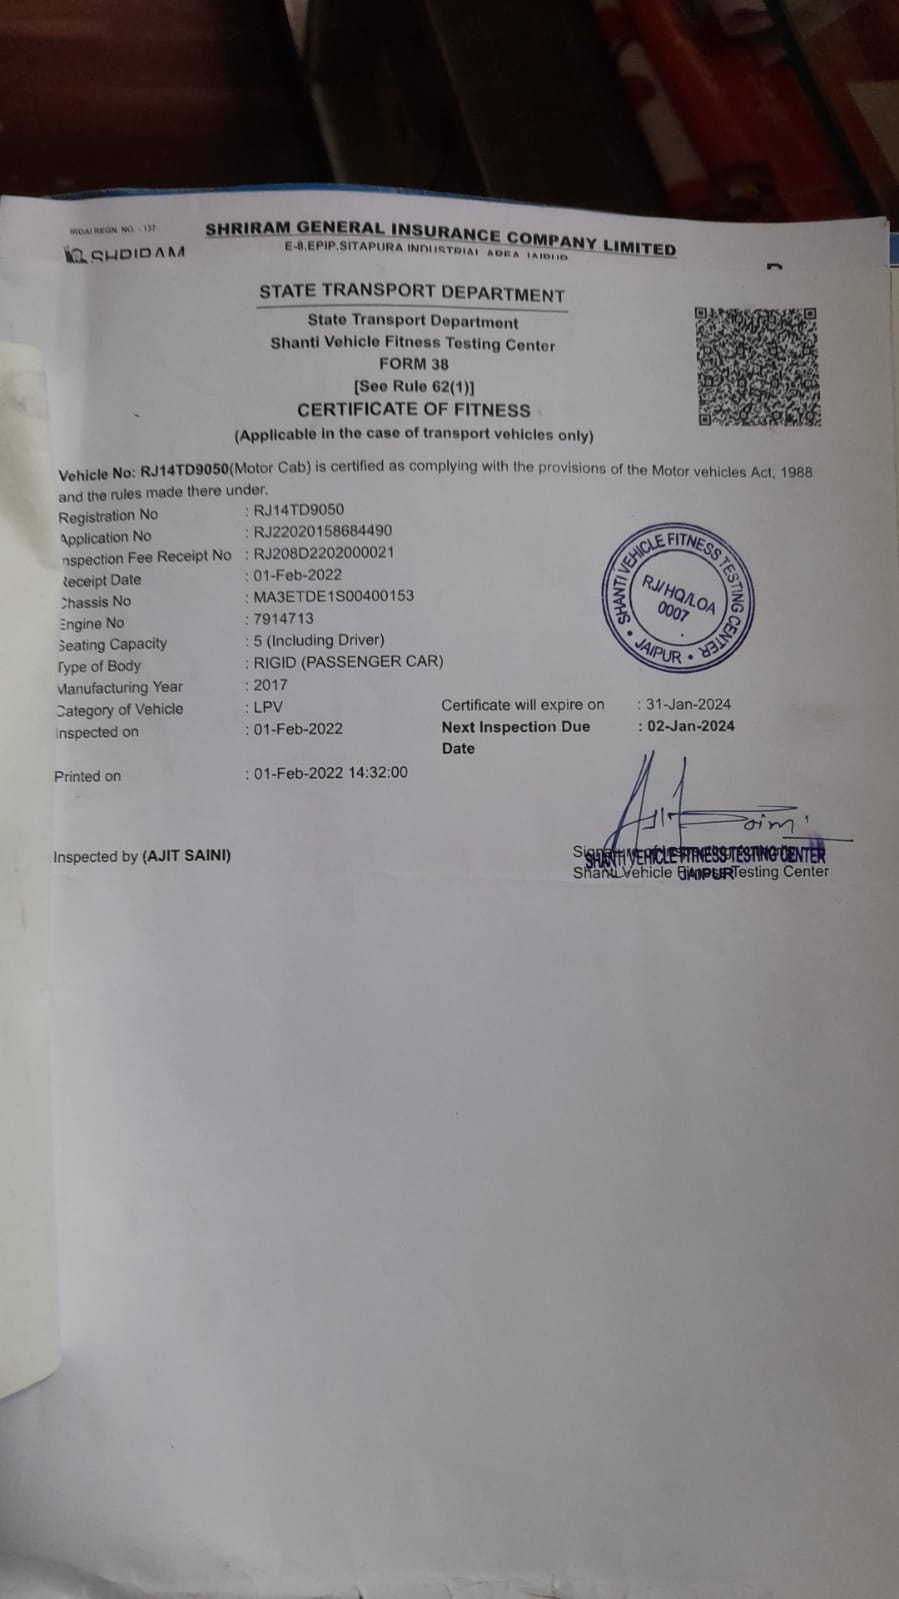 IRDAI REGN. NO. - 137
SHRIRAM GENERAL INSURANCE COMPANY LIMITED
SHRIRAM
E-8,EPIP,SITAPURA INDUSTRIAL AREA JAIPUR
STATE TRANSPORT DEPARTMENT
State Transport Department
Shanti Vehicle Fitness Testing Center
FORM 38
[See Rule 62(1)]
CERTIFICATE OF FITNESS
(Applicable in the case of transport vehicles only)
Vehicle No: RJ14TD9050(Motor Cab) is certified as complying with the provisions of the Motor vehicles Act, 1988
and the rules made there under.
Registration No : RJ14TD9050
Application No : RJ22020158684490
nspection Fee Receipt No : RJ208D2202000021
Receipt Date : 01-Feb-2022
Chassis No : MA3ETDE1S00400153
Engine No : 7914713
Seating Capacity : 5 (Including Driver)
Type of Body : RIGID (PASSENGER CAR)
Manufacturing Year : 2017
Category of Vehicle : LPV Certificate will expire on : 31-Jan-2024
Inspected on : 01-Feb-2022 Next Inspection Due : 02-Jan-2024
Date
Printed on : 01-Feb-2022 14:32:00
SHANTI VEHICLE FITNESS TESTING CENTER
RJ/HQ/LOA
0007
• JAIPUR •
Ajit Saini
Inspected by (AJIT SAINI)
SHANTI VEHICLE FITNESS TESTING CENTER
JAIPUR
Shanti Vehicle Testing Center